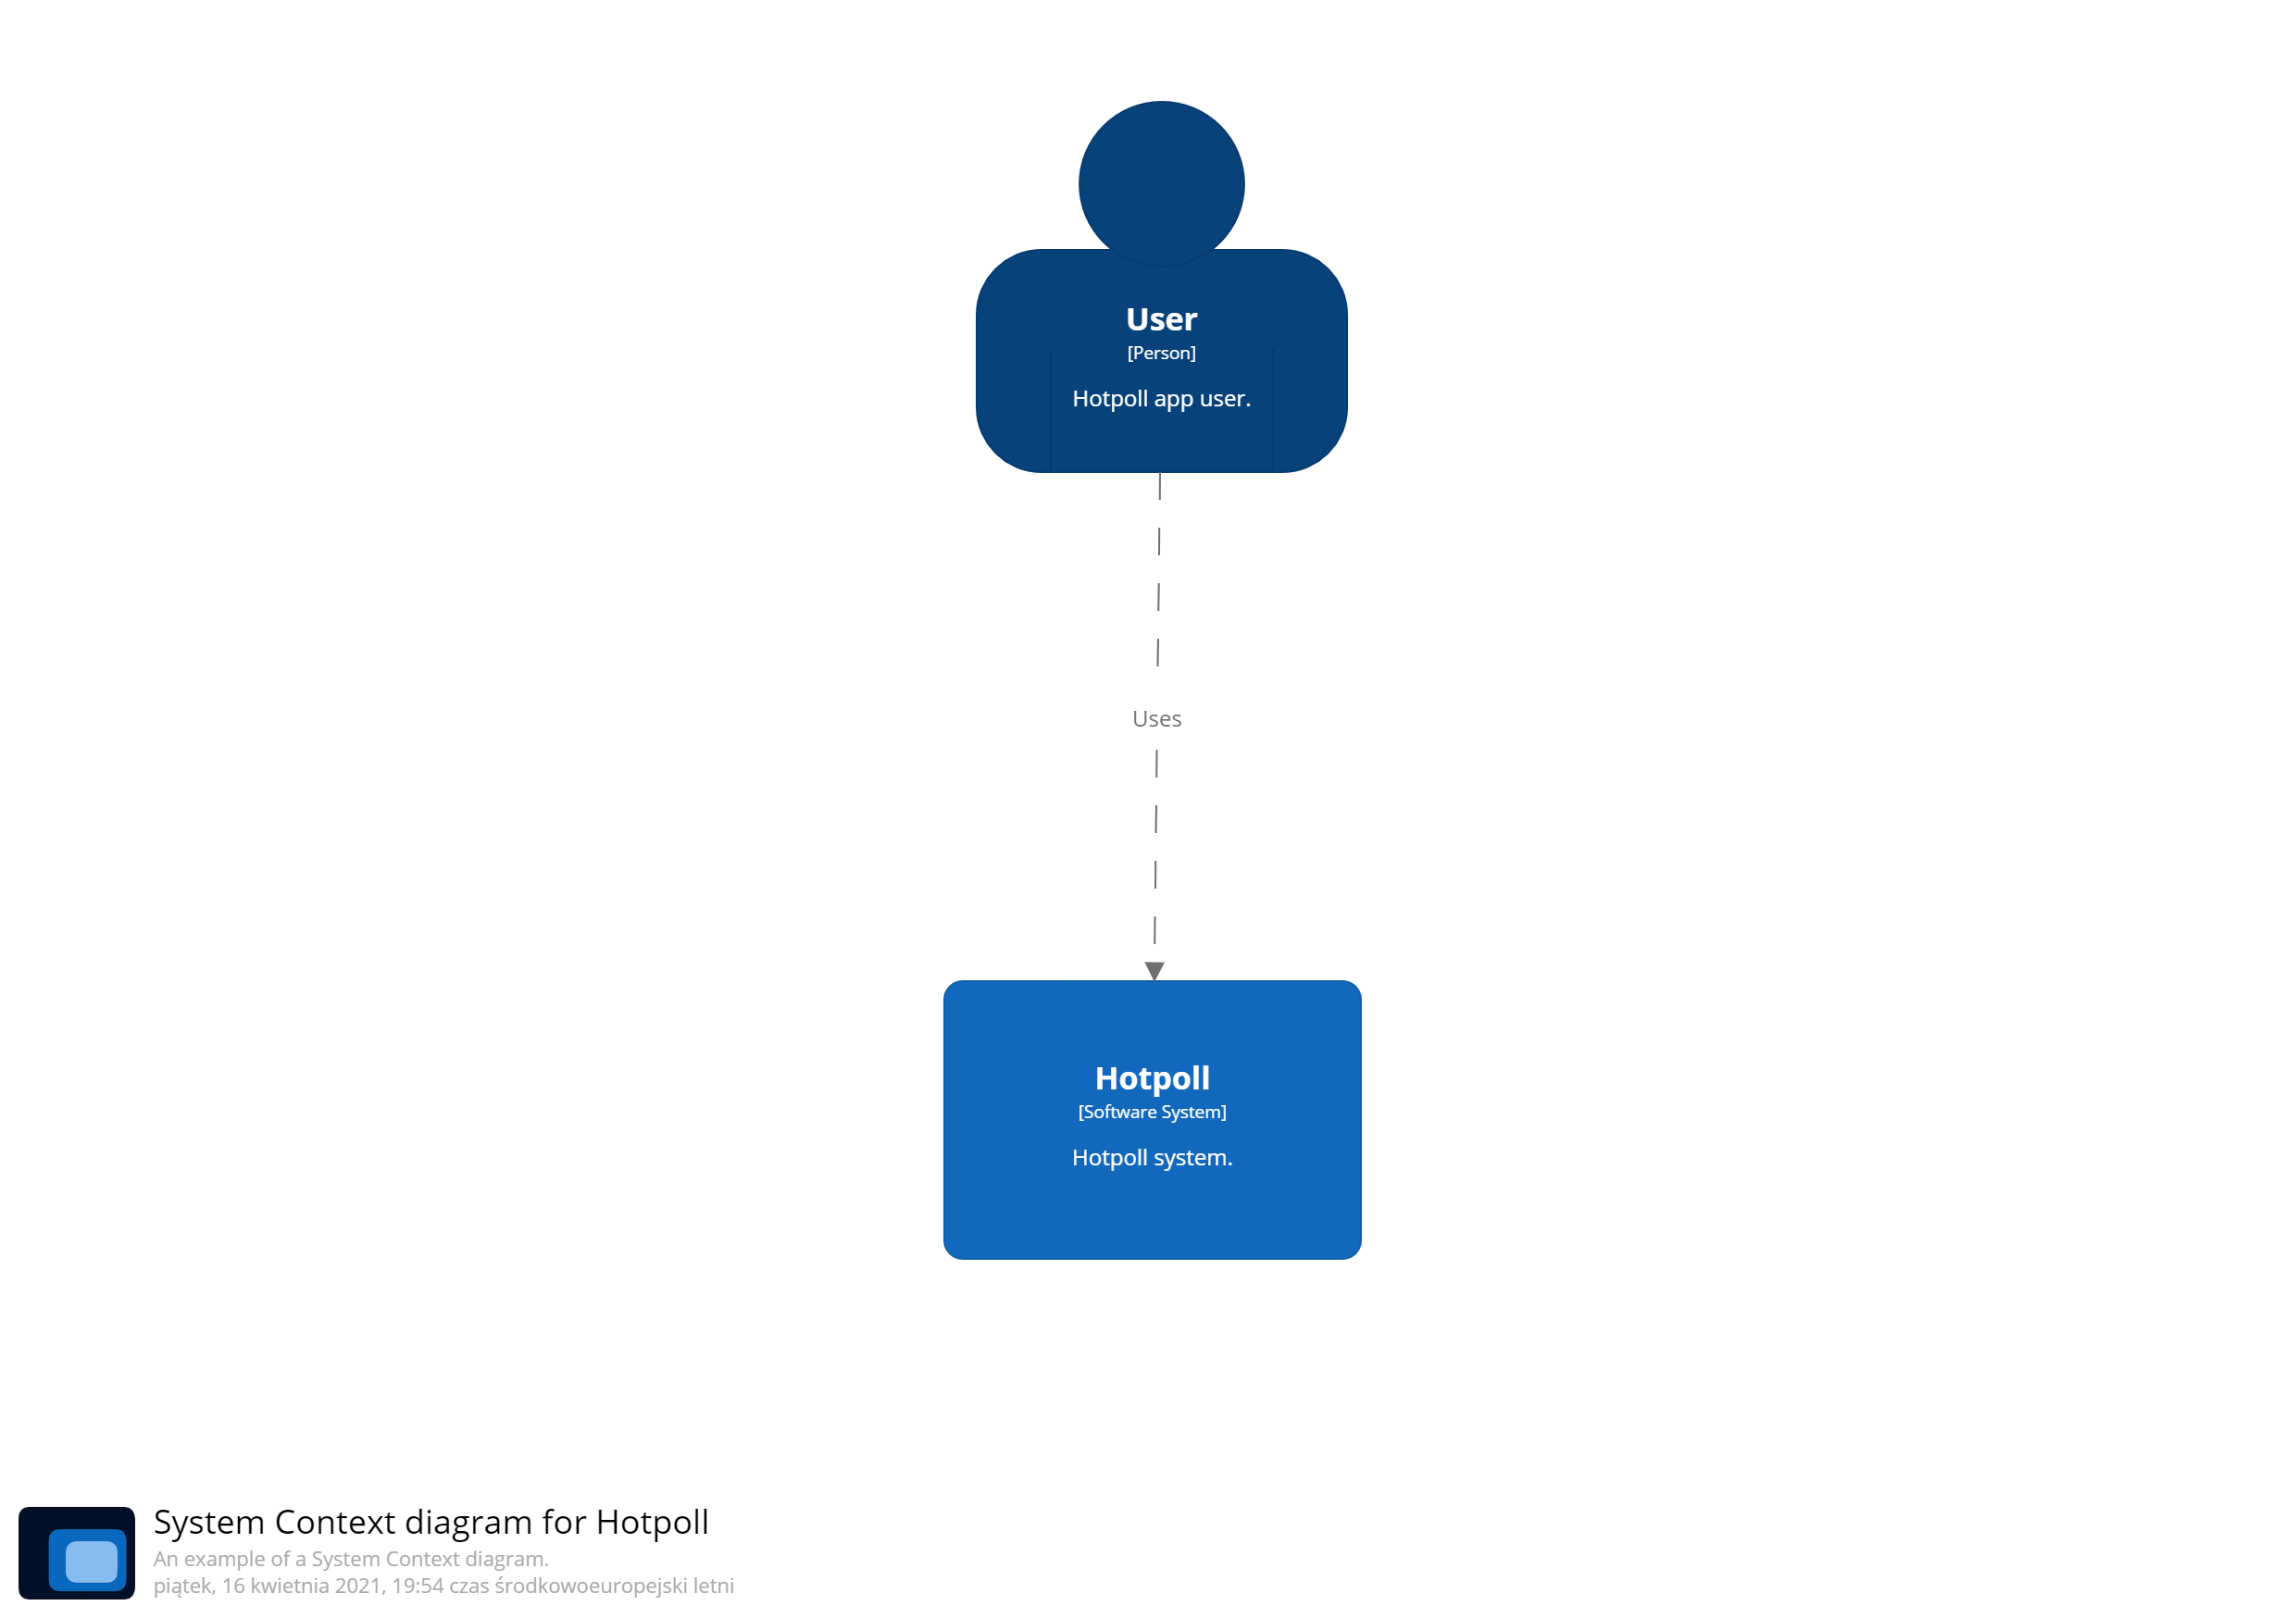 User
[Person]
Hotpoll app user.
Uses
Hotpoll
[Software System]
Hotpoll system.
System Context diagram for Hotpoll
An example of a System Context diagram.
piątek, 16 kwietnia 2021, 19:54 czas środkowoeuropejski letni